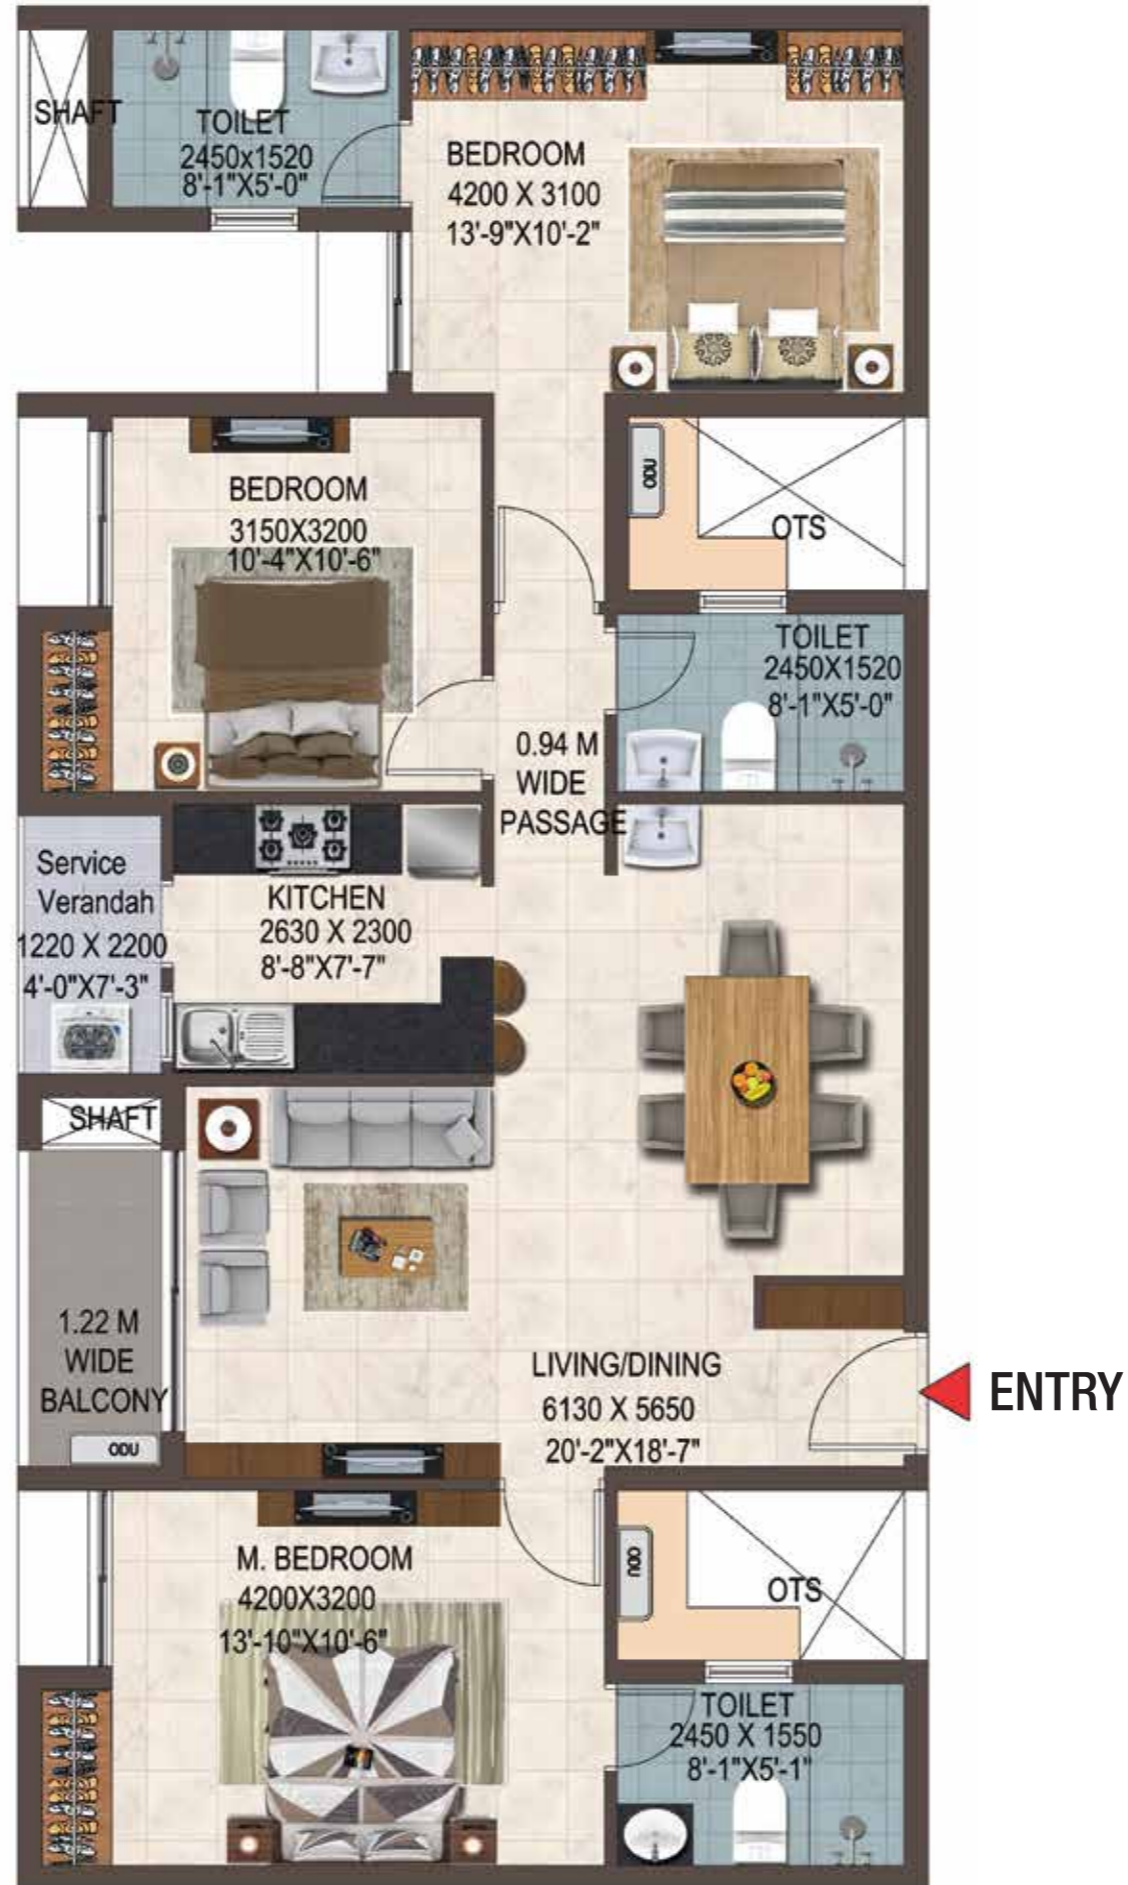 SHAFT
TOILET
2450x1520
8'-1"X5'-0"
BEDROOM
4200 X 3100
13'-9"X10'-2"
BEDROOM
3150X3200
10'-4"X10'-6"
ODU
OTS
TOILET
2450X1520
8'-1"X5'-0"
0.94 M
WIDE
PASSAGE
Service
Verandah
1220 X 2200
4'-0"X7'-3"
KITCHEN
2630 X 2300
8'-8"X7'-7"
SHAFT
1.22 M
WIDE
BALCONY
ODU
LIVING/DINING
6130 X 5650
20'-2"X18'-7"
ENTRY
M. BEDROOM
4200X3200
13'-10"X10'-6"
ODU
OTS
TOILET
2450 X 1550
8'-1"X5'-1"